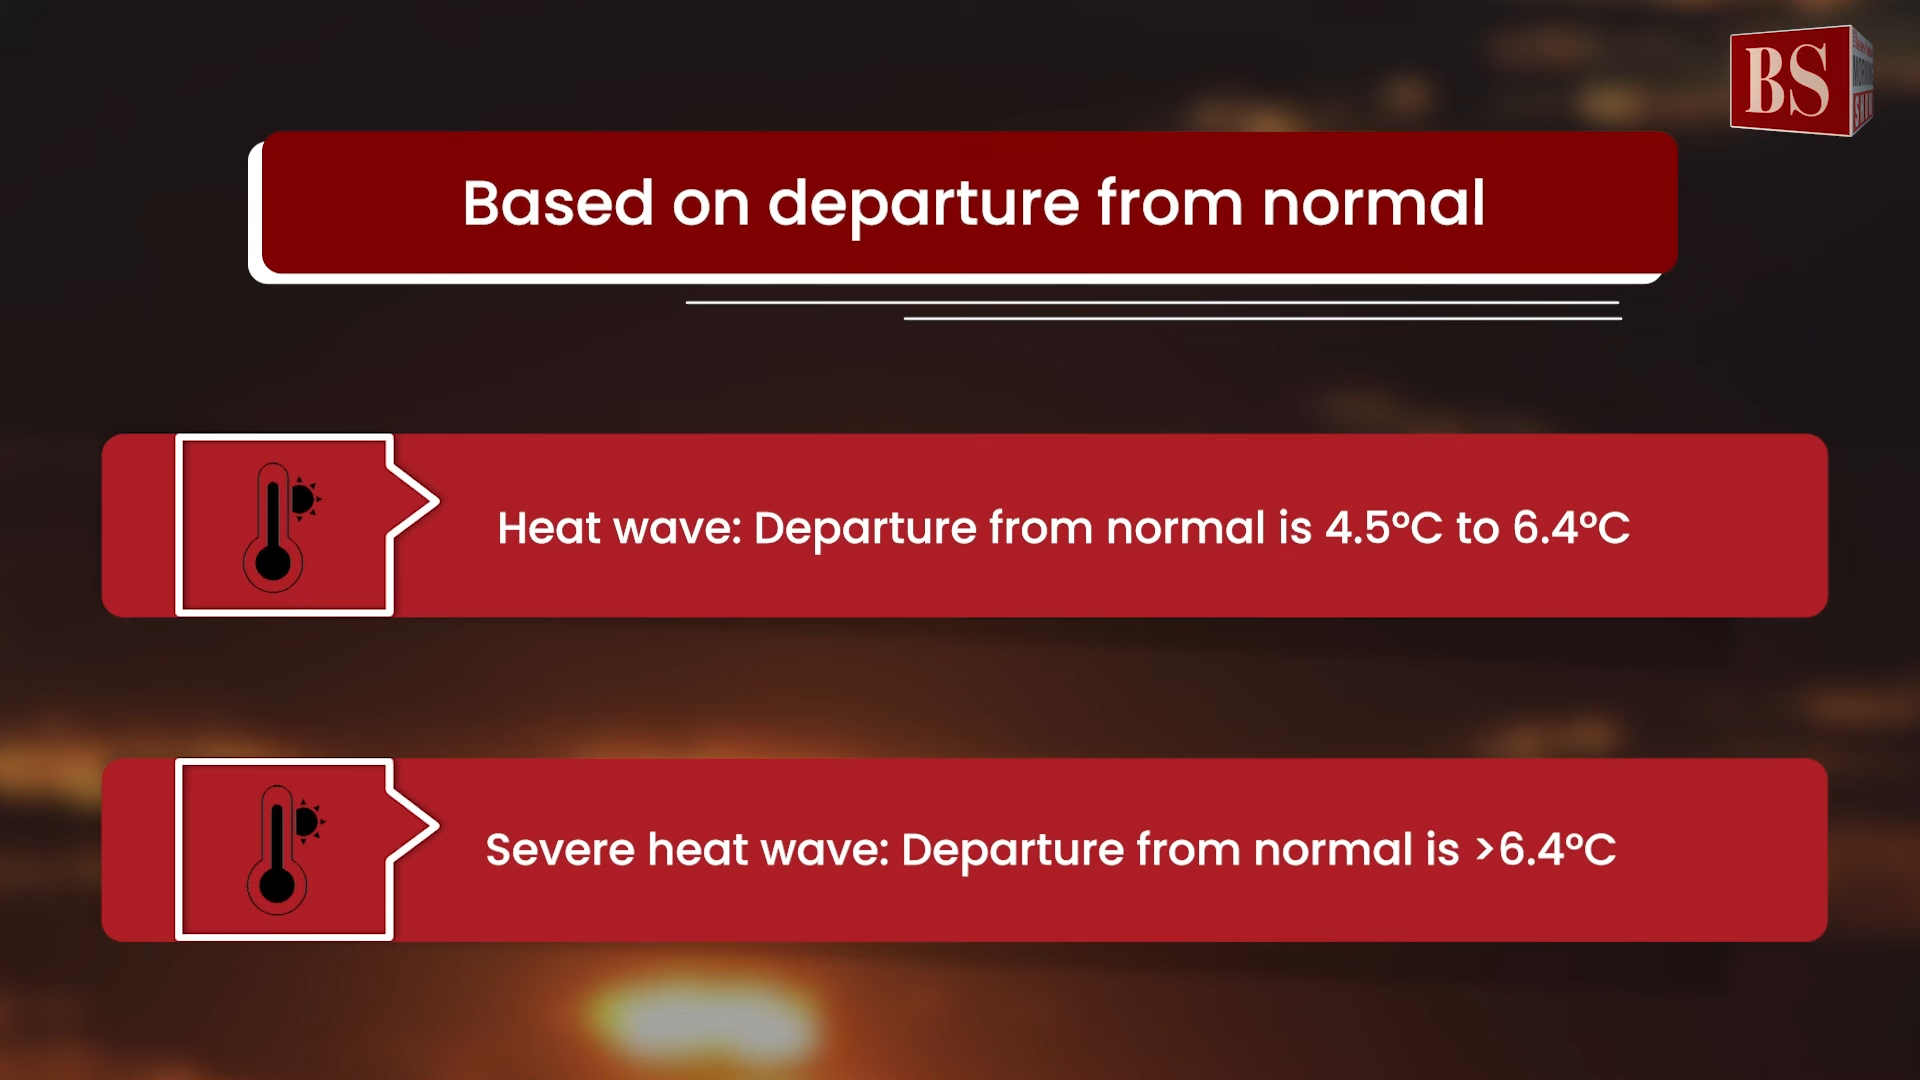 BS
Based on departure from normal
Heat wave: Departure from normal is 4.5°C to 6.4°C
Severe heat wave: Departure from normal is >6.4°C